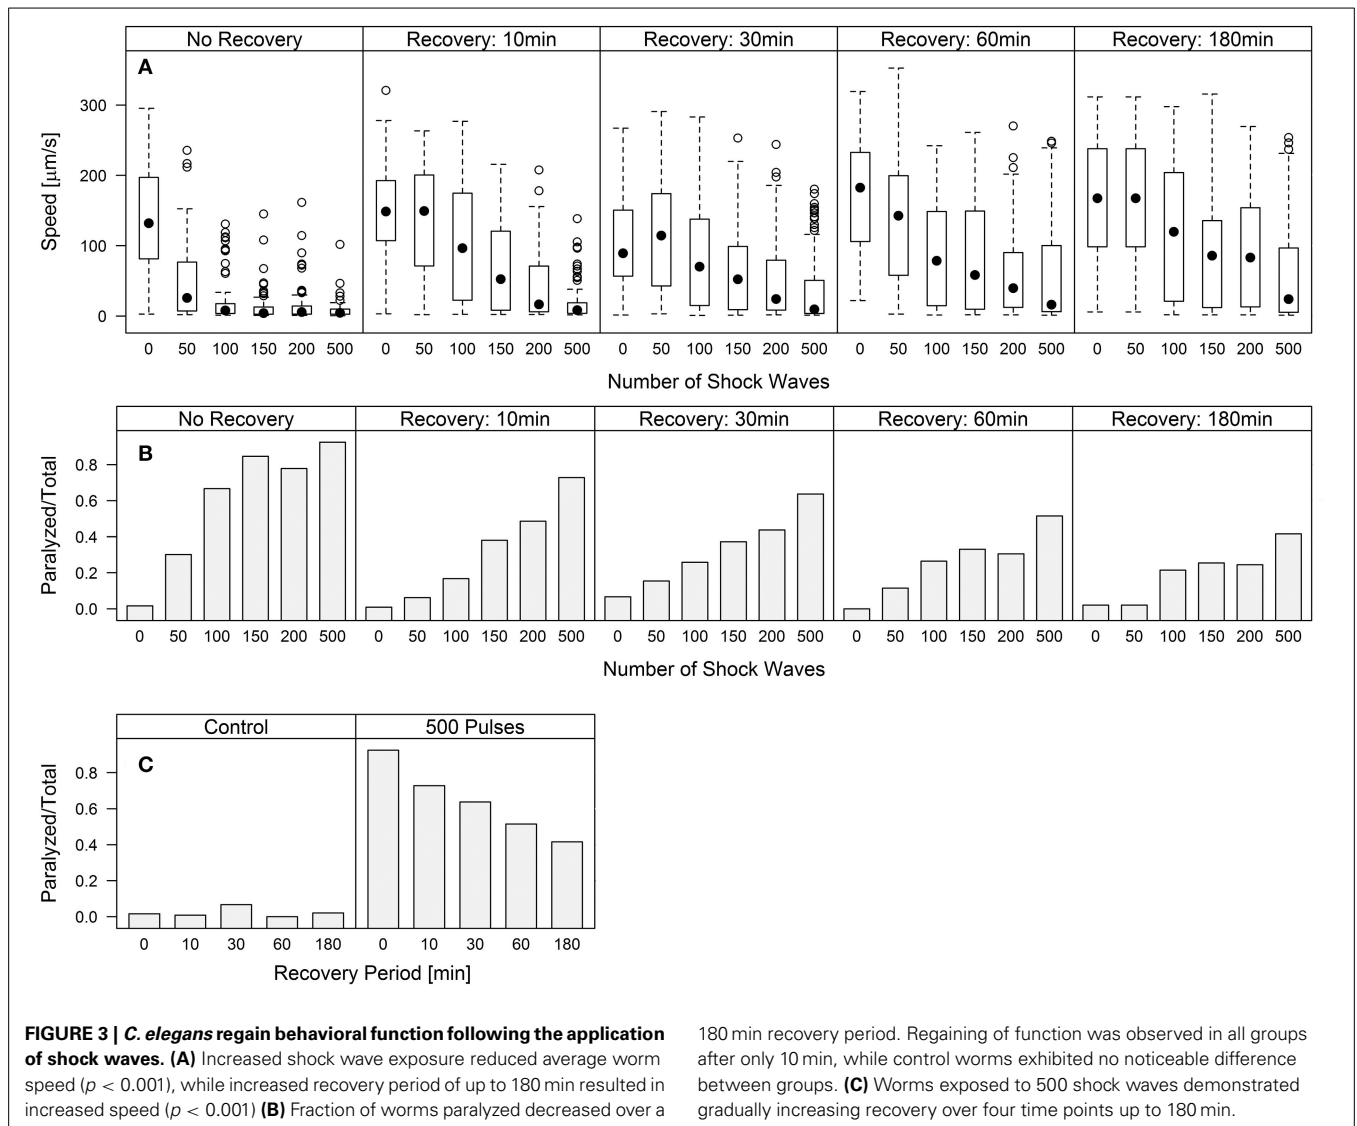 No Recovery Recovery: 10min Recovery: 30min Recovery: 60min Recovery: 180min
A
Speed [µm/s]
300
200
100
0
0 50 100 150 200 500 0 50 100 150 200 500 0 50 100 150 200 500 0 50 100 150 200 500 0 50 100 150 200 500
Number of Shock Waves
No Recovery Recovery: 10min Recovery: 30min Recovery: 60min Recovery: 180min
B
Paralyzed/Total
0.8
0.6
0.4
0.2
0.0
0 50 100 150 200 500 0 50 100 150 200 500 0 50 100 150 200 500 0 50 100 150 200 500 0 50 100 150 200 500
Number of Shock Waves
Control 500 Pulses
C
Paralyzed/Total
0.8
0.6
0.4
0.2
0.0
0 10 30 60 180 0 10 30 60 180
Recovery Period [min]
FIGURE 3 | C. elegans regain behavioral function following the application
of shock waves. (A) Increased shock wave exposure reduced average worm
speed (p < 0.001), while increased recovery period of up to 180 min resulted in
increased speed (p < 0.001) (B) Fraction of worms paralyzed decreased over a
180 min recovery period. Regaining of function was observed in all groups
after only 10 min, while control worms exhibited no noticeable difference
between groups. (C) Worms exposed to 500 shock waves demonstrated
gradually increasing recovery over four time points up to 180 min.